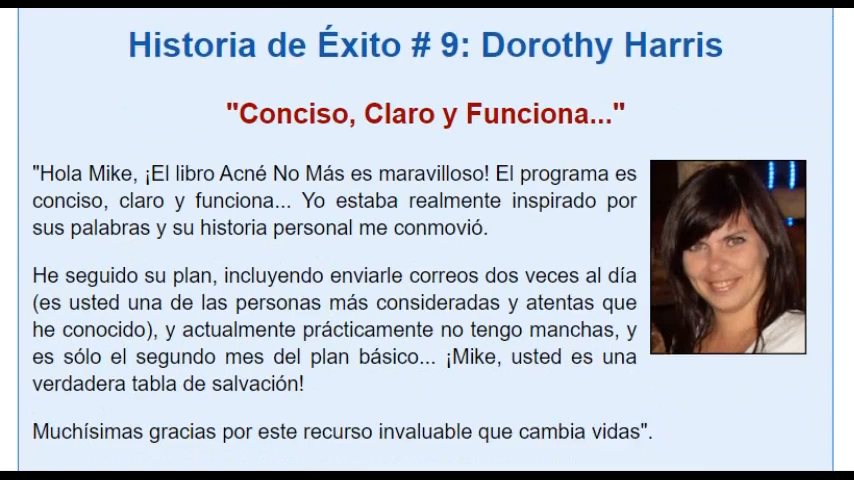 Historia de Éxito # 9: Dorothy Harris
"Conciso, Claro y Funciona..."
"Hola Mike, ¡El libro Acné No Más es maravilloso! El programa es
conciso, claro y funciona... Yo estaba realmente inspirado por
sus palabras y su historia personal me conmovió.
He seguido su plan, incluyendo enviarle correos dos veces al día
(es usted una de las personas más consideradas y atentas que
he conocido), y actualmente prácticamente no tengo manchas, y
es sólo el segundo mes del plan básico... ¡Mike, usted es una
verdadera tabla de salvación!
Muchísimas gracias por este recurso invaluable que cambia vidas".